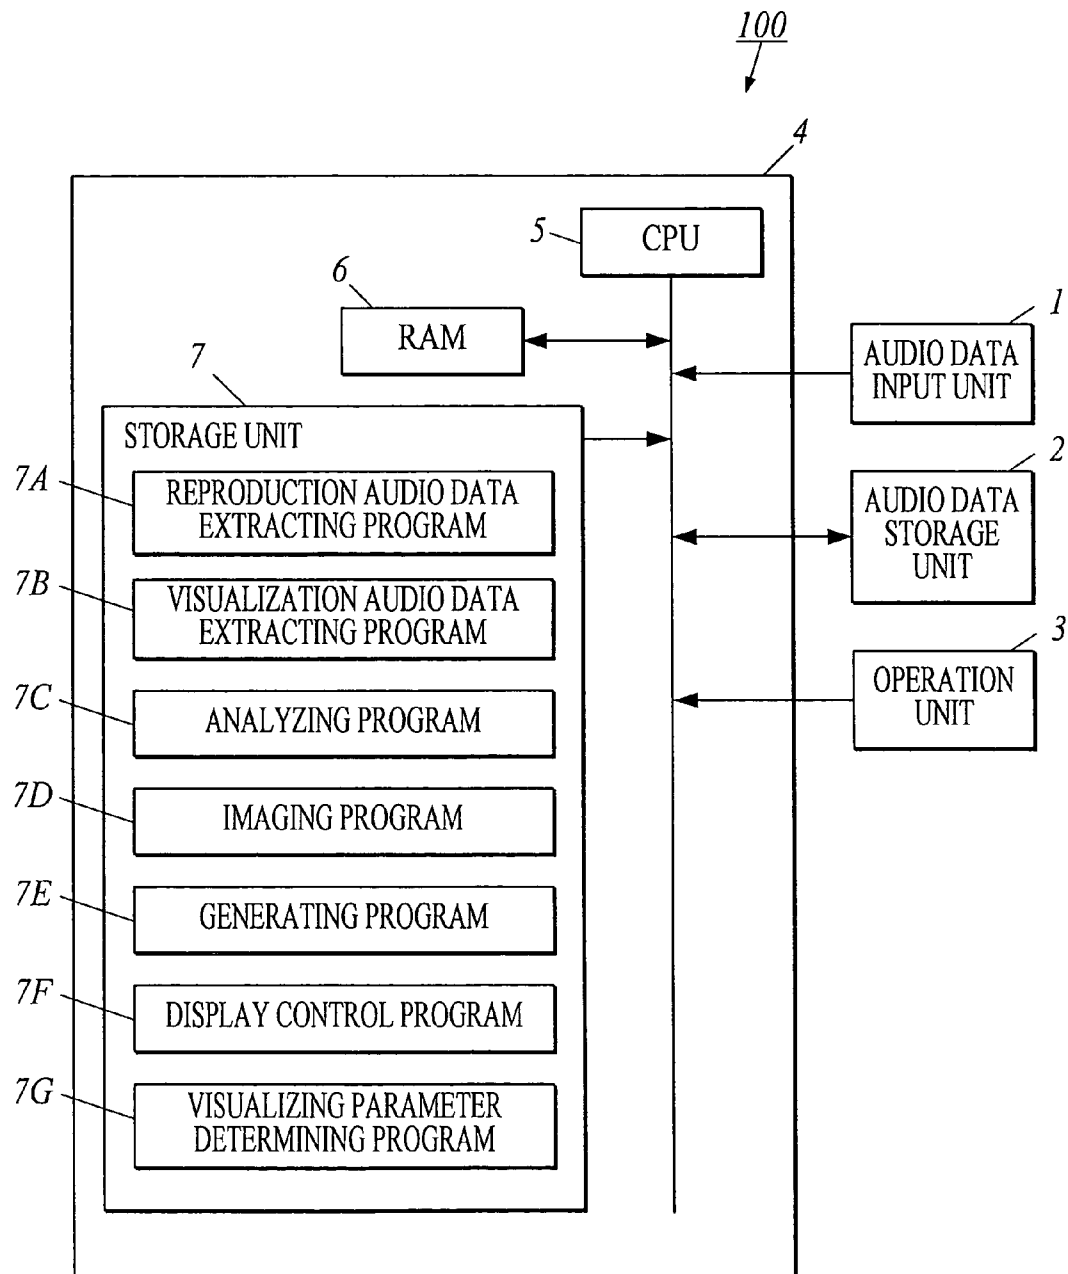 100
4
5
CPU
6
RAM
1
AUDIO DATA
INPUT UNIT
7
STORAGE UNIT
2
AUDIO DATA
STORAGE
UNIT
7A
REPRODUCTION AUDIO DATA
EXTRACTING PROGRAM
7B
VISUALIZATION AUDIO DATA
EXTRACTING PROGRAM
3
OPERATION
UNIT
7C
ANALYZING PROGRAM
7D
IMAGING PROGRAM
7E
GENERATING PROGRAM
7F
DISPLAY CONTROL PROGRAM
7G
VISUALIZING PARAMETER
DETERMINING PROGRAM